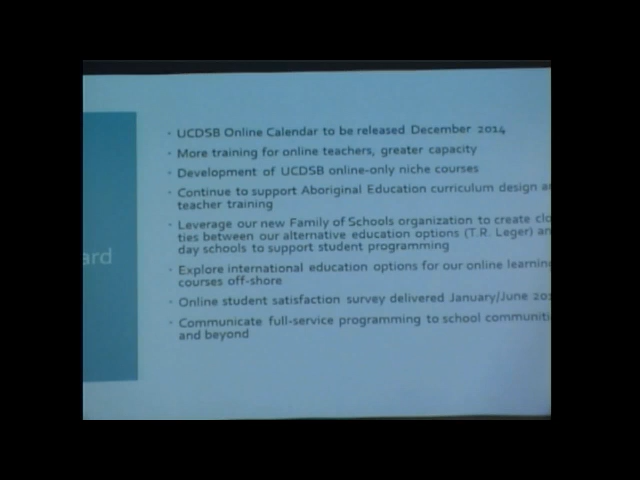 UCDSB Online Calendar to be released December 2014
More training for online teachers, greater capacity
Development of UCDSB online-only niche courses
Continue to support Aboriginal Education curriculum design
teacher training
Leverage our new Family of Schools organization to create
ties between our alternative education options (T.R. Leger)
day schools to support student programming
ard
Explore international education options for our online learning
courses off-shore
Online student satisfaction survey delivered January/June
Communicate full-service programming to school
and beyond